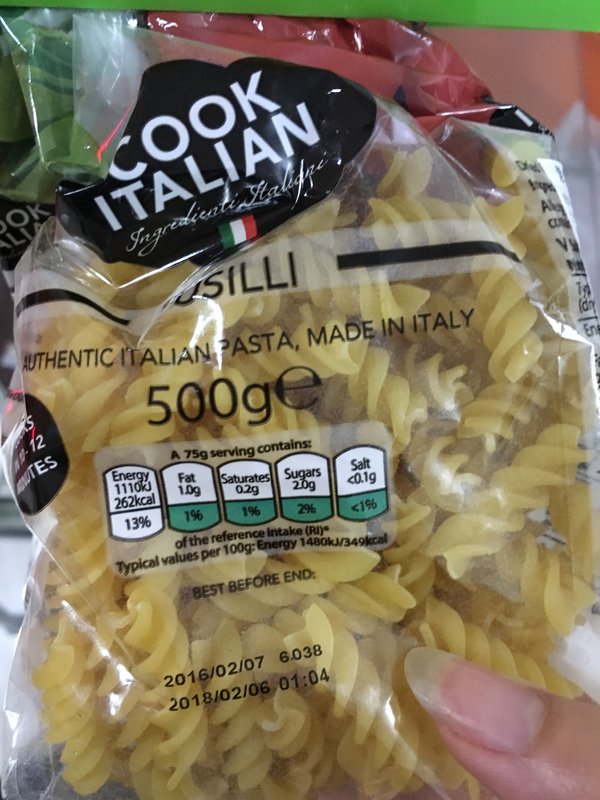 COOK
ITALIAN
Ingredienti Italiani
USILLI
AUTHENTIC ITALIAN PASTA, MADE IN ITALY
500g℮
12
A 75g serving contains:
Energy 1110kJ 262kcal 13%
Fat 1.0g 1%
Saturates 0.2g 1%
Sugars 2.0g 2%
Salt <0.1g <1%
of the reference intake (RI)*
Typical values per 100g: Energy 1480kJ/349kcal
BEST BEFORE END:
2016/02/07 6038
2018/02/06 01:04